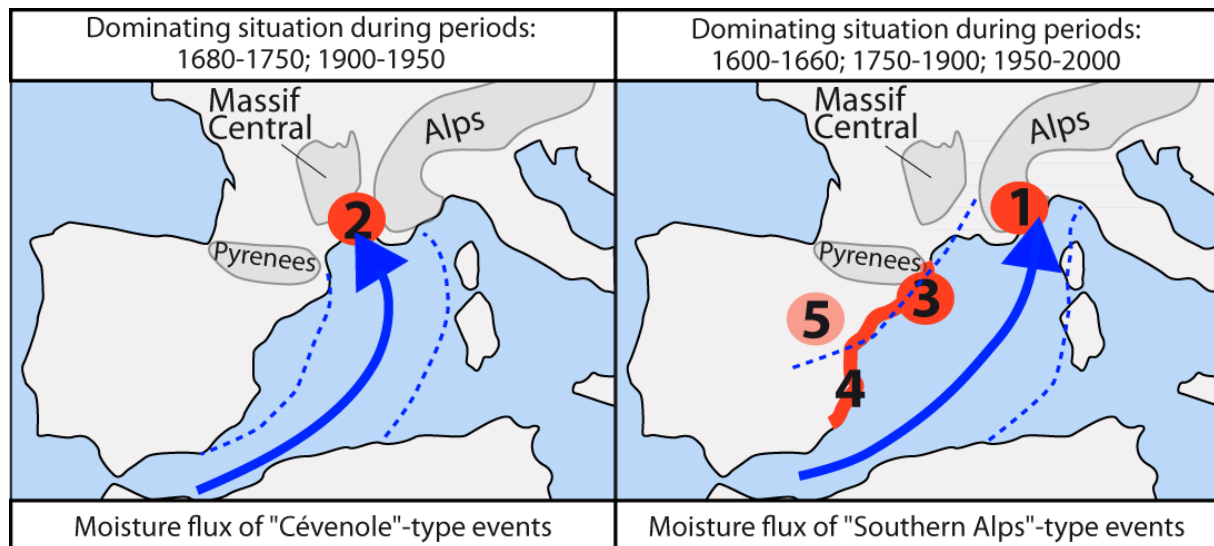 Dominating situation during periods:
1680-1750; 1900-1950
Massif
Central
Alps
2
Pyrenees
Moisture flux of "Cévenole"-type events
Dominating situation during periods:
1600-1660; 1750-1900; 1950-2000
Massif
Central
Alps
1
Pyrenees
3
5
4
Moisture flux of "Southern Alps"-type events